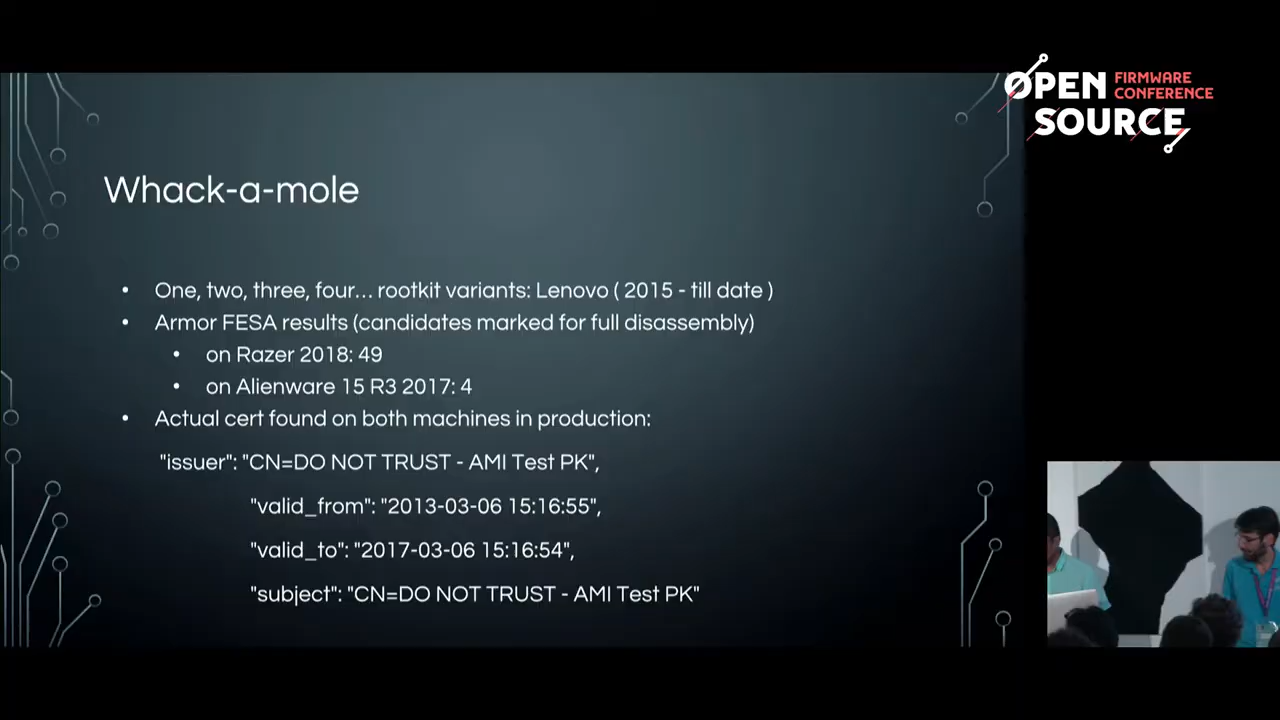 OPEN FIRMWARE CONFERENCE
SOURCE
Whack-a-mole
• One, two, three, four... rootkit variants: Lenovo ( 2015 - till date )
• Armor FESA results (candidates marked for full disassembly)
• on Razer 2018: 49
• on Alienware 15 R3 2017: 4
• Actual cert found on both machines in production:
"issuer": "CN=DO NOT TRUST - AMI Test PK",
"valid_from": "2013-03-06 15:16:55",
"valid_to": "2017-03-06 15:16:54",
"subject": "CN=DO NOT TRUST - AMI Test PK"